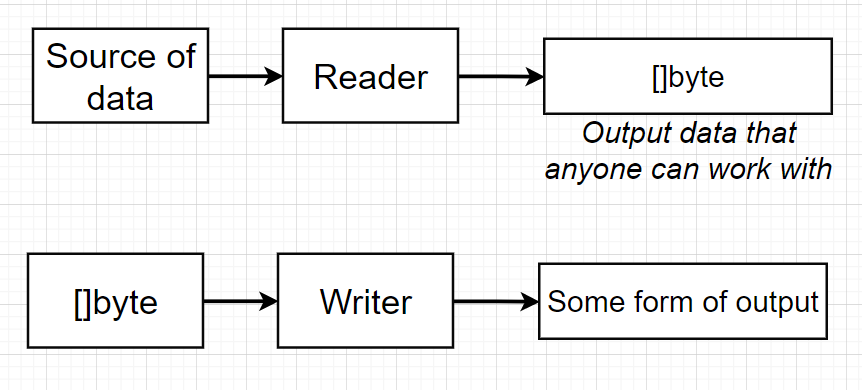 Source of
data
Reader
[]byte
Output data that
anyone can work with
[]byte
Writer
Some form of output